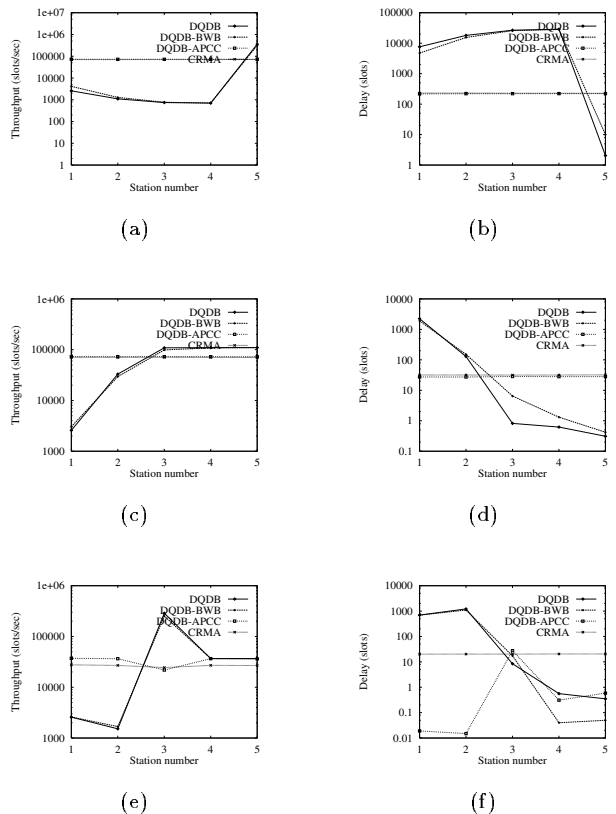 1e+07
1e+06
100000
10000
1000
100
10
1
Throughput (slots/sec)
DQDB
DQDB-BWB
DQDB-APCC
CRMA
1 2 3 4 5
Station number
(a)
100000
10000
1000
100
10
1
Delay (slots)
DQDB
DQDB-BWB
DQDB-APCC
CRMA
1 2 3 4 5
Station number
(b)
1e+06
100000
10000
1000
Throughput (slots/sec)
DQDB
DQDB-BWB
DQDB-APCC
CRMA
1 2 3 4 5
Station number
(c)
10000
1000
100
10
1
0.1
Delay (slots)
DQDB
DQDB-BWB
DQDB-APCC
CRMA
1 2 3 4 5
Station number
(d)
1e+06
100000
10000
1000
Throughput (slots/sec)
DQDB
DQDB-BWB
DQDB-APCC
CRMA
1 2 3 4 5
Station number
(e)
10000
1000
100
10
1
0.1
0.01
Delay (slots)
DQDB
DQDB-BWB
DQDB-APCC
CRMA
1 2 3 4 5
Station number
(f)